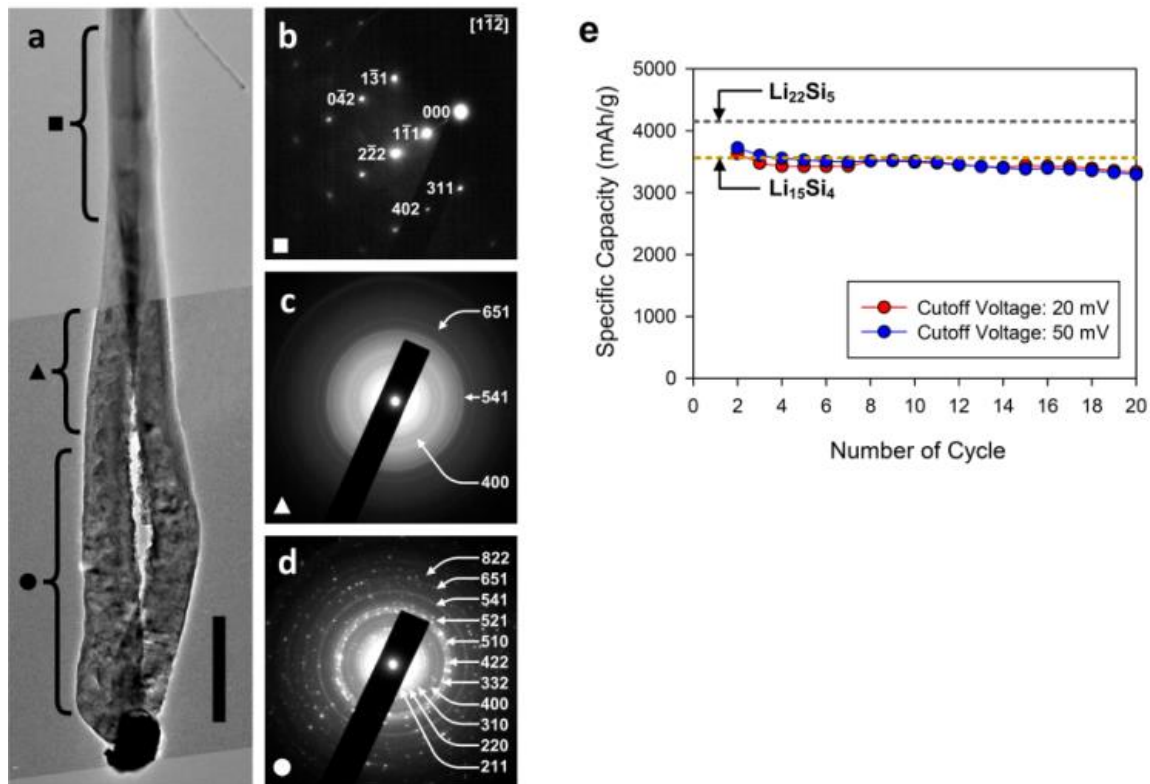 a
b
[11̄2̄]
13̄1
04̄2
000
11̄1
22̄2
311
402
c
651
541
400
d
822
651
541
521
510
422
332
400
310
220
211
e
5000
4000
3000
2000
1000
0
Specific Capacity (mAh/g)
Li₂₂Si₅
Li₁₅Si₄
Cutoff Voltage: 20 mV
Cutoff Voltage: 50 mV
0 2 4 6 8 10 12 14 16 18 20
Number of Cycle